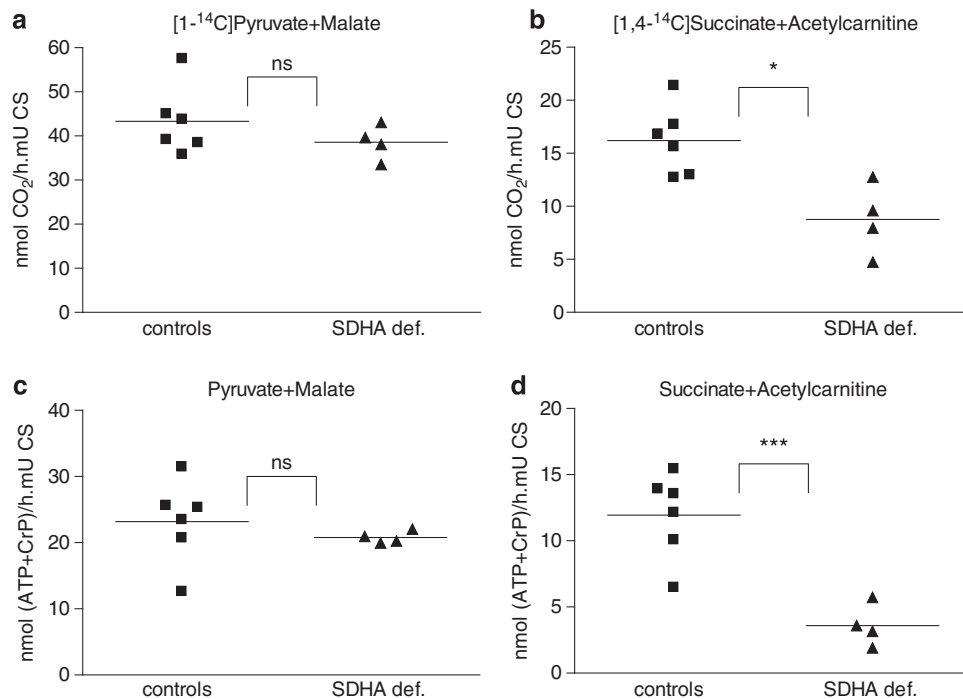 a
[1-¹⁴C]Pyruvate+Malate
nmol CO₂/h.mU CS
60
50
40
30
20
10
0
ns
controls
SDHA def.
b
[1,4-¹⁴C]Succinate+Acetylcarnitine
nmol CO₂/h.mU CS
25
20
15
10
5
0
*
controls
SDHA def.
c
Pyruvate+Malate
nmol (ATP+CrP)/h.mU CS
40
30
20
10
0
ns
controls
SDHA def.
d
Succinate+Acetylcarnitine
nmol (ATP+CrP)/h.mU CS
20
15
10
5
0
***
controls
SDHA def.